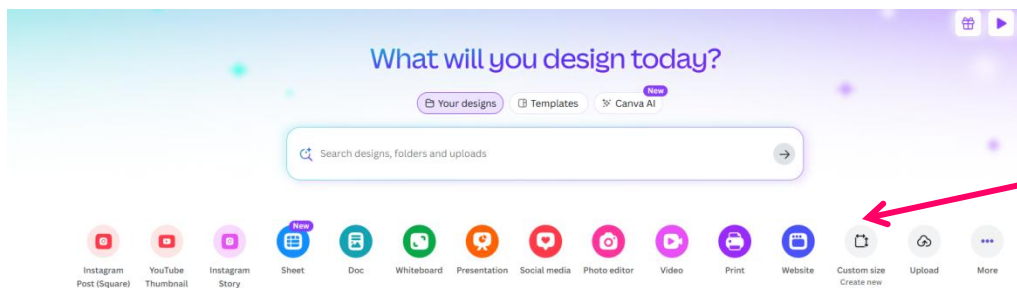 What will you design today?
New
Your designs Templates Canva AI
Search designs, folders and uploads
New
Instagram Post (Square)
YouTube Thumbnail
Instagram Story
Sheet
Doc
Whiteboard
Presentation
Social media
Photo editor
Video
Print
Website
Custom size
Create new
Upload
More